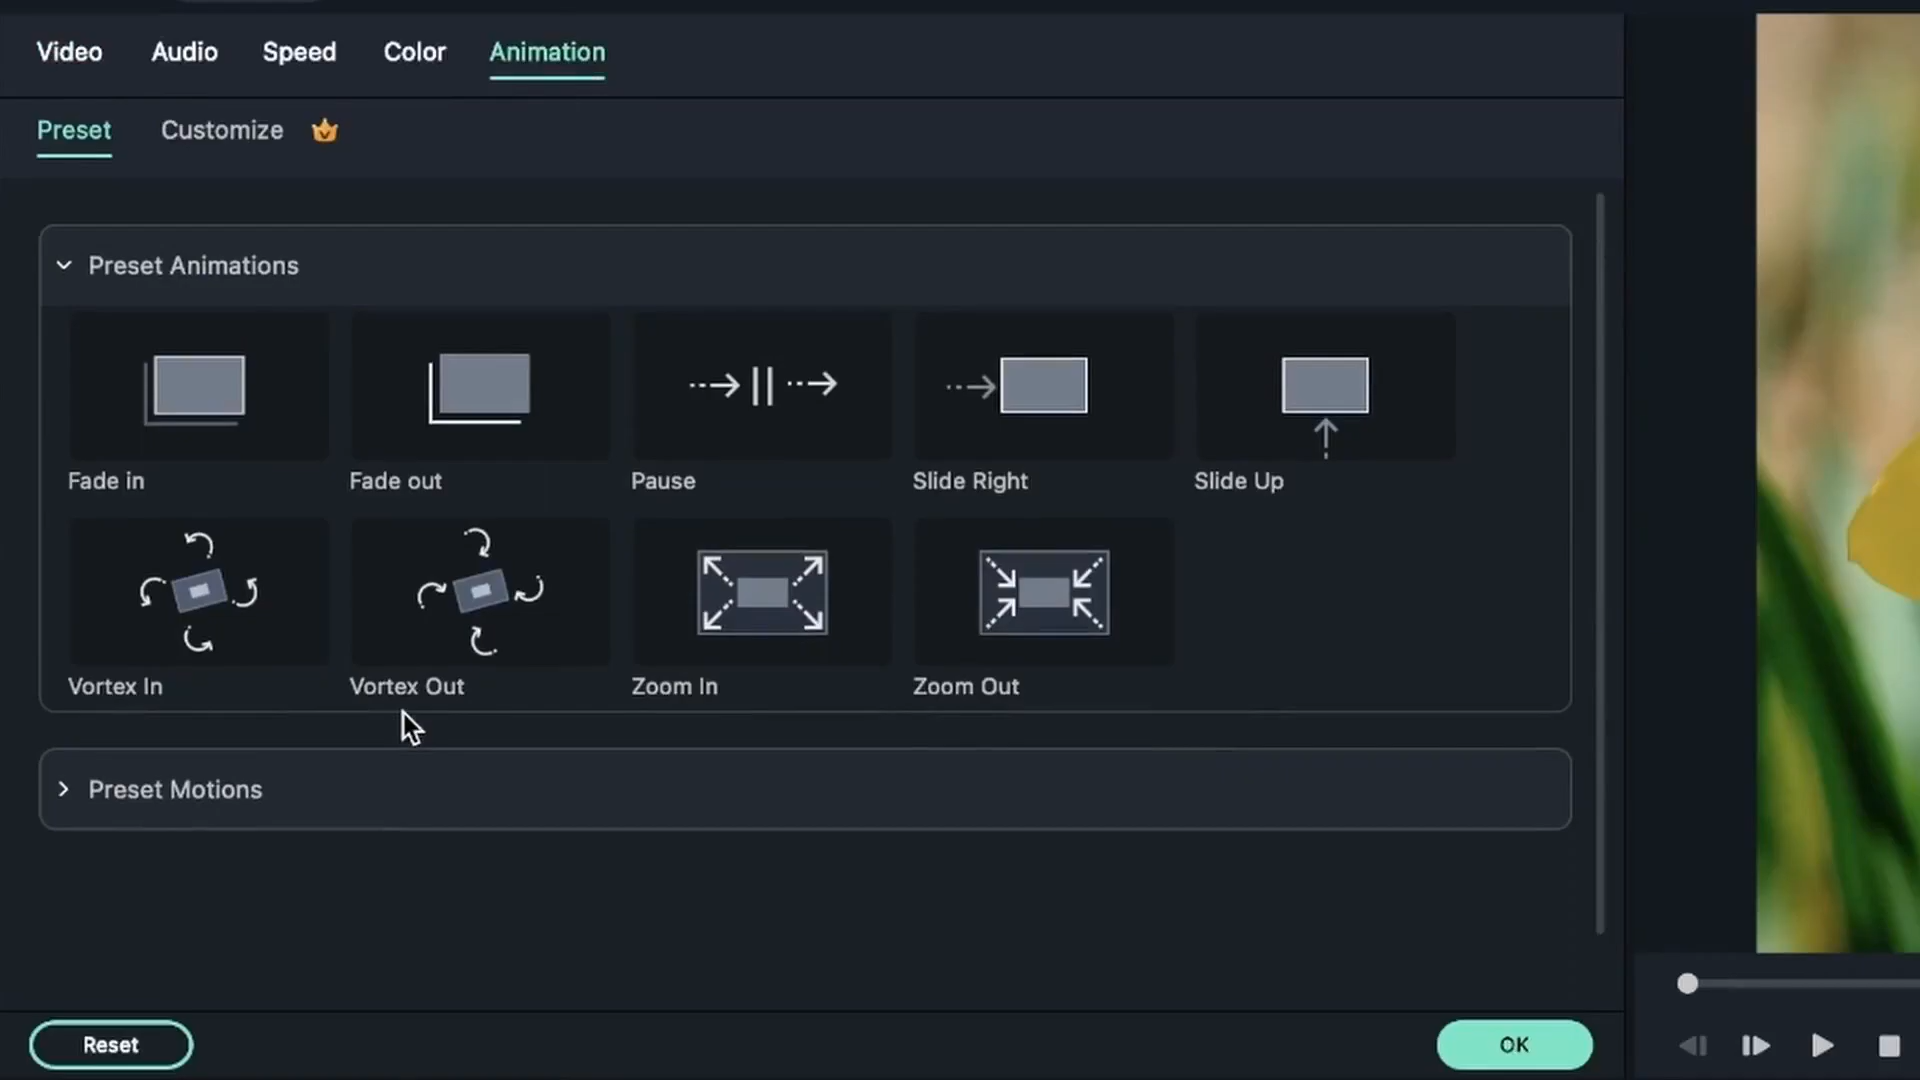 Video Audio Speed Color Animation
Preset Customize
Preset Animations
Fade in Fade out Pause Slide Right Slide Up
Vortex In Vortex Out Zoom In Zoom Out
Preset Motions
Reset OK